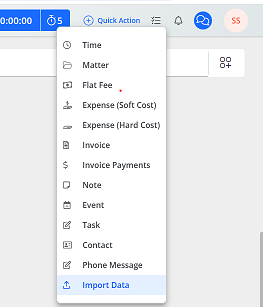 0:00:00
5
Quick Action
SS
Time
Matter
Flat Fee
Expense (Soft Cost)
Expense (Hard Cost)
Invoice
Invoice Payments
Note
Event
Task
Contact
Phone Message
Import Data